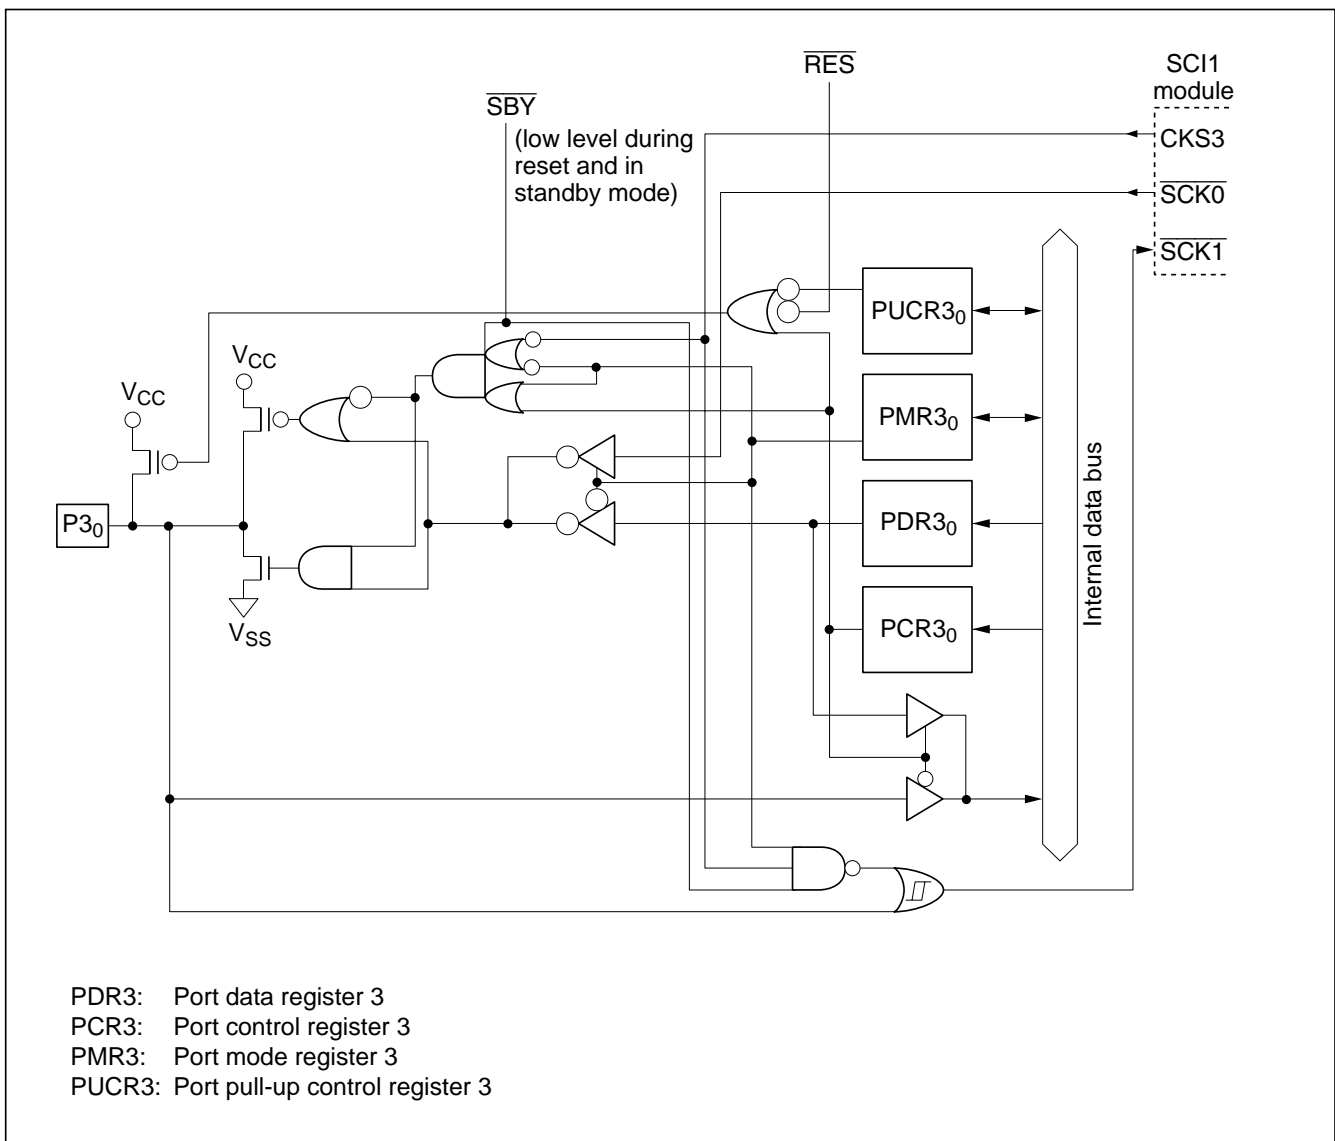 RES
SCI1
module
SBY
(low level during
reset and in
standby mode)
CKS3
SCK0
SCK1
PUCR3₀
VCC
VCC
PMR3₀
P3₀
PDR3₀
VSS
PCR3₀
Internal data bus
PDR3: Port data register 3
PCR3: Port control register 3
PMR3: Port mode register 3
PUCR3: Port pull-up control register 3